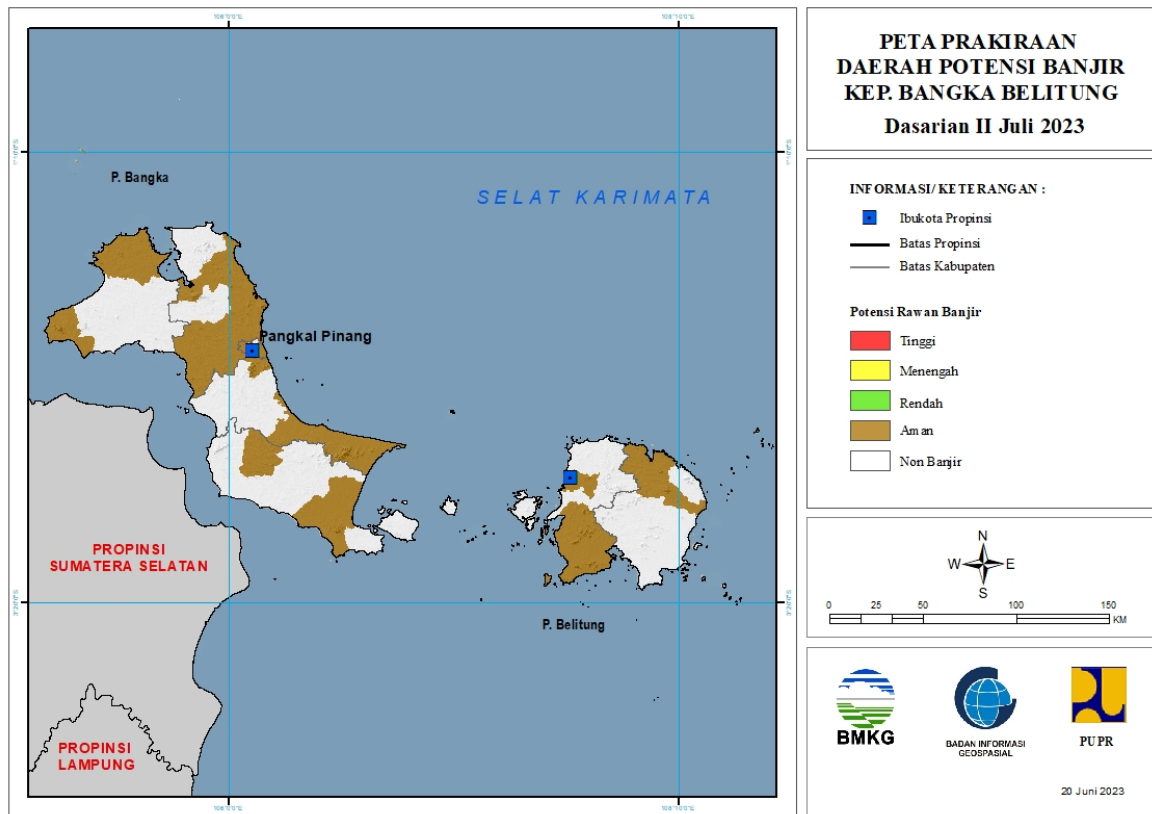 PETA PRAKIRAAN
DAERAH POTENSI BANJIR
KEP. BANGKA BELITUNG
Dasarian II Juli 2023
P. Bangka
SELAT KARIMATA
Pangkal Pinang
PROPINSI
SUMATERA SELATAN
P. Belitung
PROPINSI
LAMPUNG
INFORMASI/ KETERANGAN :
Ibukota Propinsi
Batas Propinsi
Batas Kabupaten
Potensi Rawan Banjir
Tinggi
Menengah
Rendah
Aman
Non Banjir
N
W E
S
0 25 50 100 150
KM
BMKG
BADAN INFORMASI
GEOSPASIAL
PUPR
20 Juni 2023